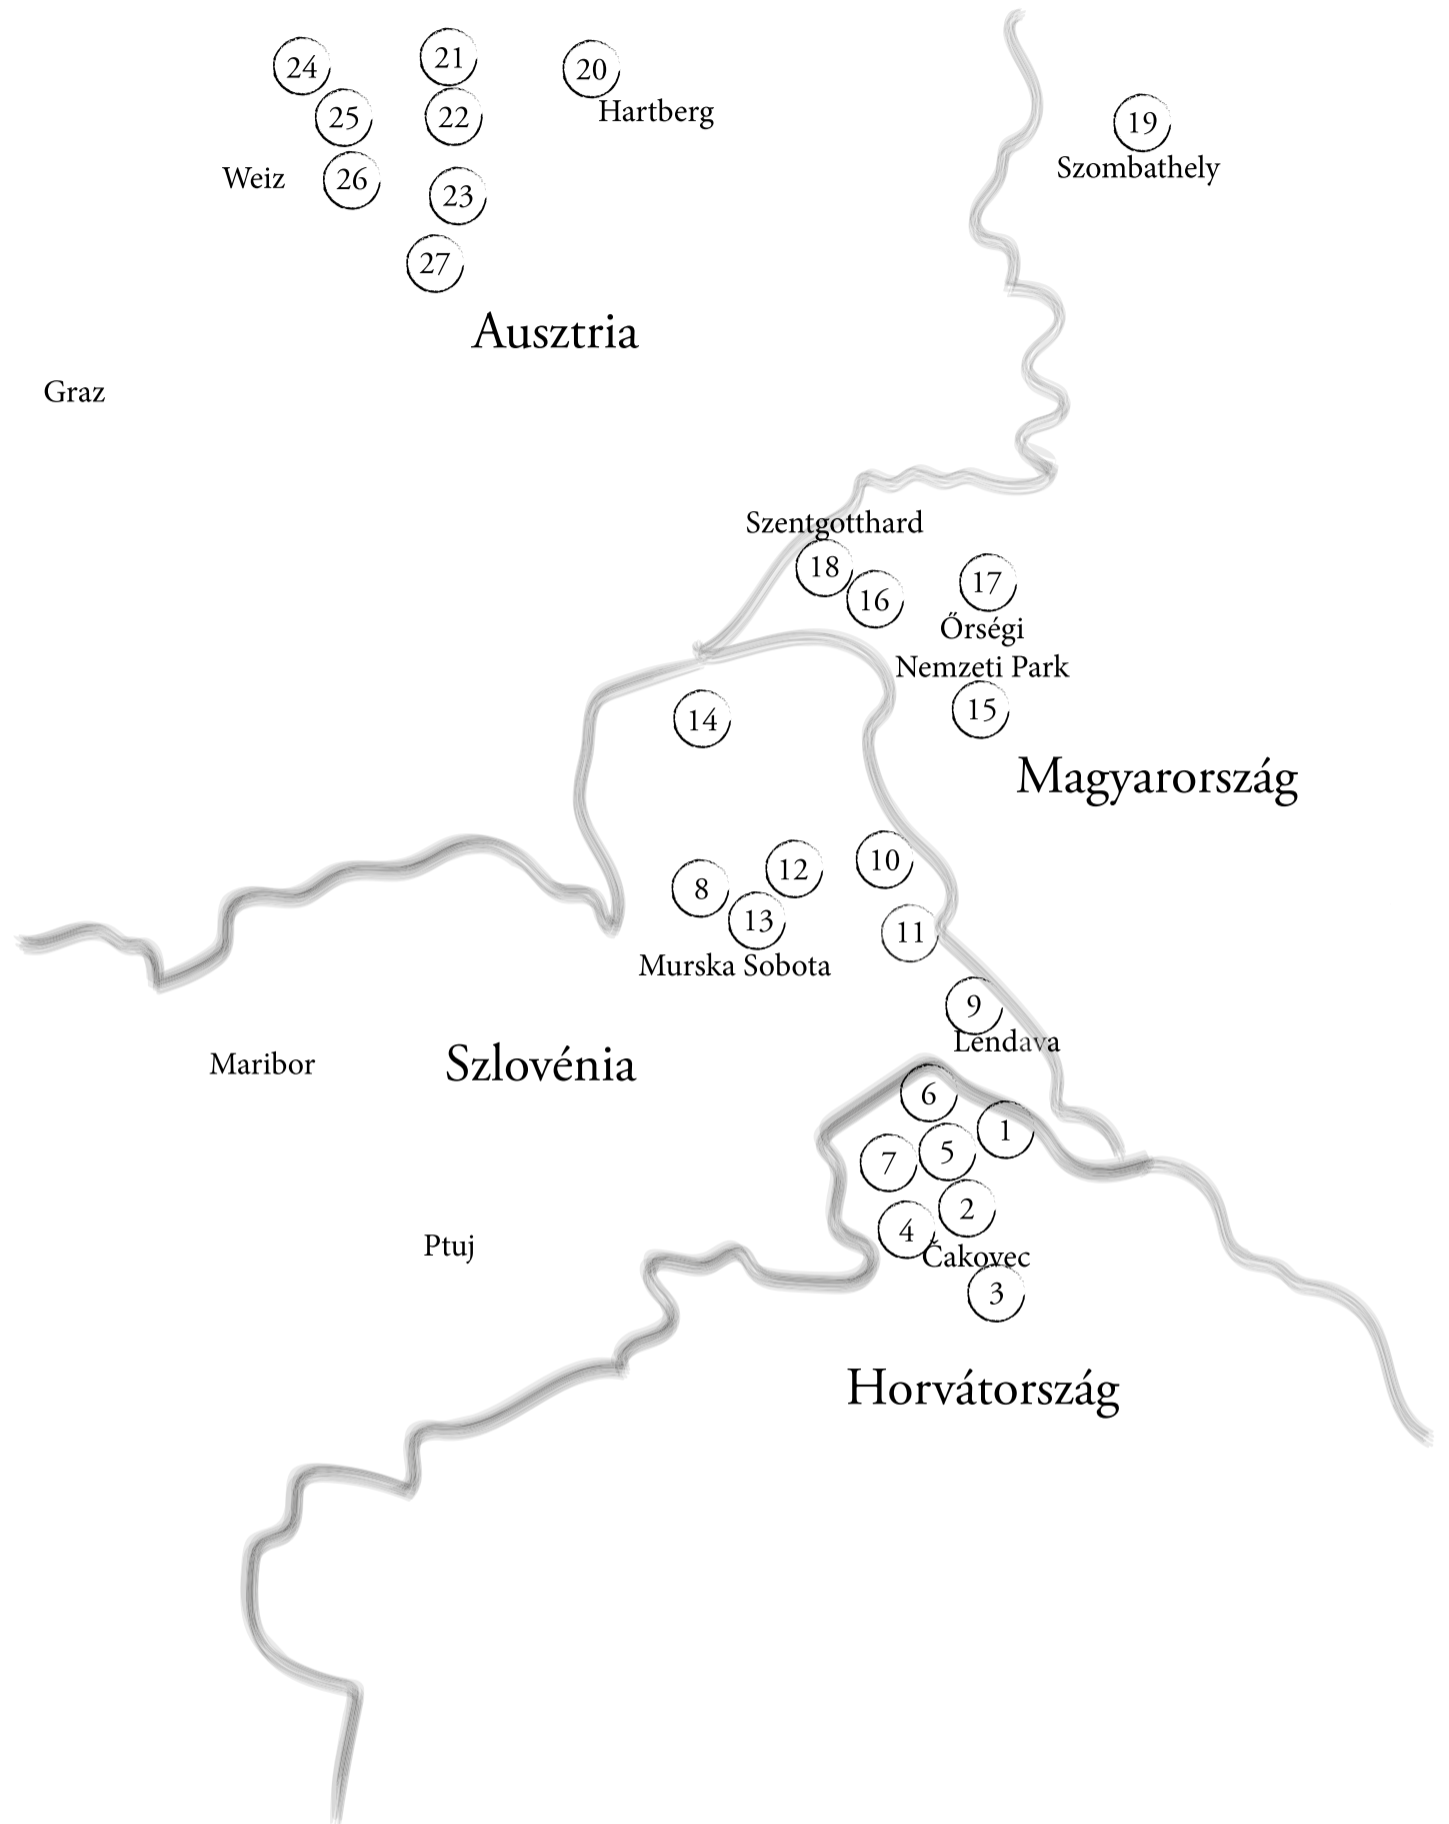 21
24
20
25
22
Hartberg
19
Szombathely
Weiz
26
23
27
Ausztria
Graz
Szentgotthard
18
16
17
Őrségi
Nemzeti Park
15
14
Magyarország
10
12
8
13
11
Murska Sobota
9
Lendava
Maribor
Szlovénia
6
1
5
7
2
4
Ptuj
Čakovec
3
Horvátország